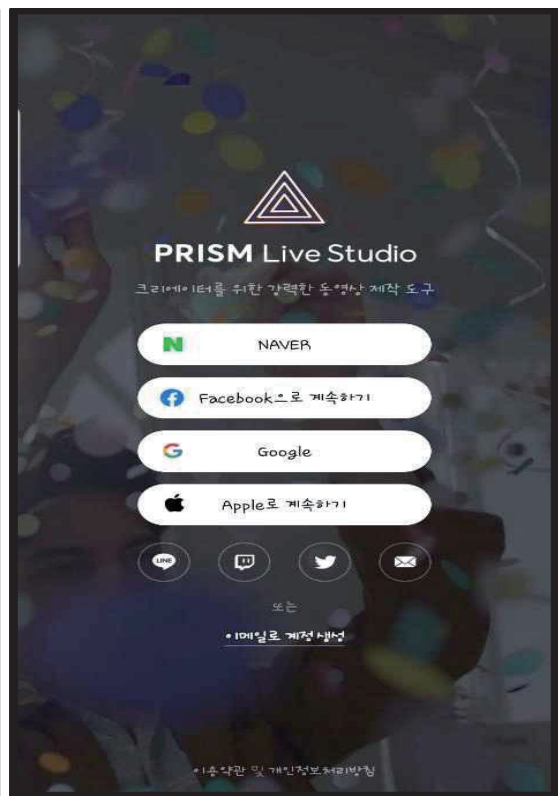 PRISM Live Studio
크리에이터를 위한 강력한 동영상 제작 도구
NAVER
Facebook으로 계속하기
Google
Apple로 계속하기
LINE
또는
이메일로 계정 생성
이용약관 및 개인정보처리방침